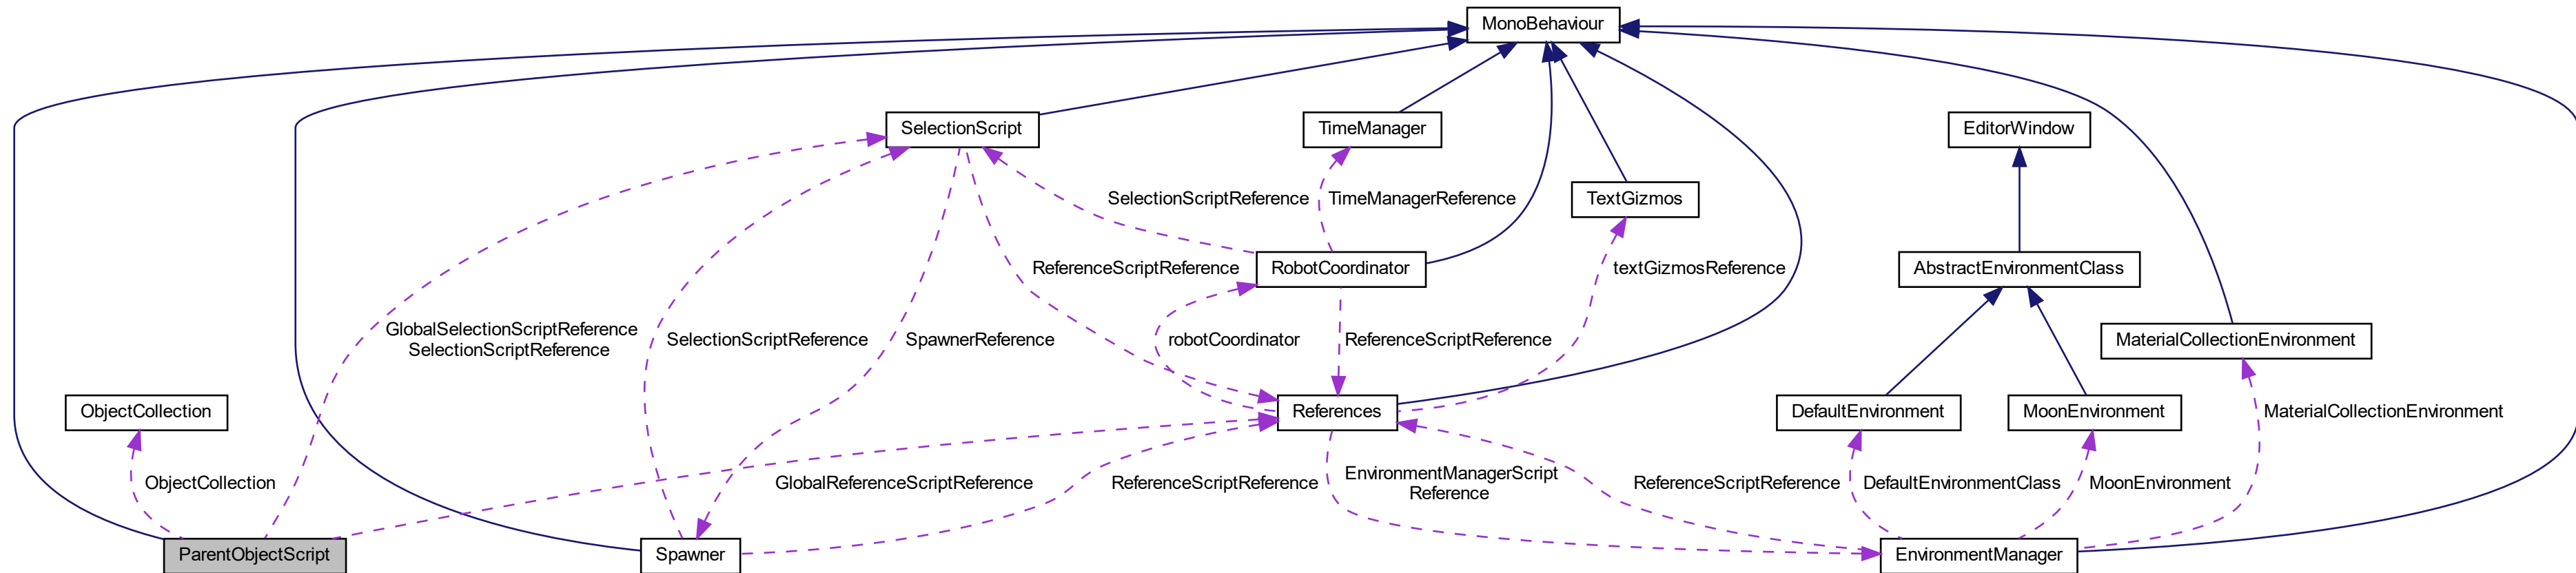 MonoBehaviour
SelectionScript
TimeManager
EditorWindow
SelectionScriptReference
TimeManagerReference
TextGizmos
ReferenceScriptReference
RobotCoordinator
textGizmosReference
AbstractEnvironmentClass
GlobalSelectionScriptReference
SelectionScriptReference
SelectionScriptReference
SpawnerReference
robotCoordinator
ReferenceScriptReference
MaterialCollectionEnvironment
ObjectCollection
References
DefaultEnvironment
MoonEnvironment
MaterialCollectionEnvironment
ObjectCollection
GlobalReferenceScriptReference
ReferenceScriptReference
EnvironmentManagerScript
Reference
ReferenceScriptReference
DefaultEnvironmentClass
MoonEnvironment
ParentObjectScript
Spawner
EnvironmentManager